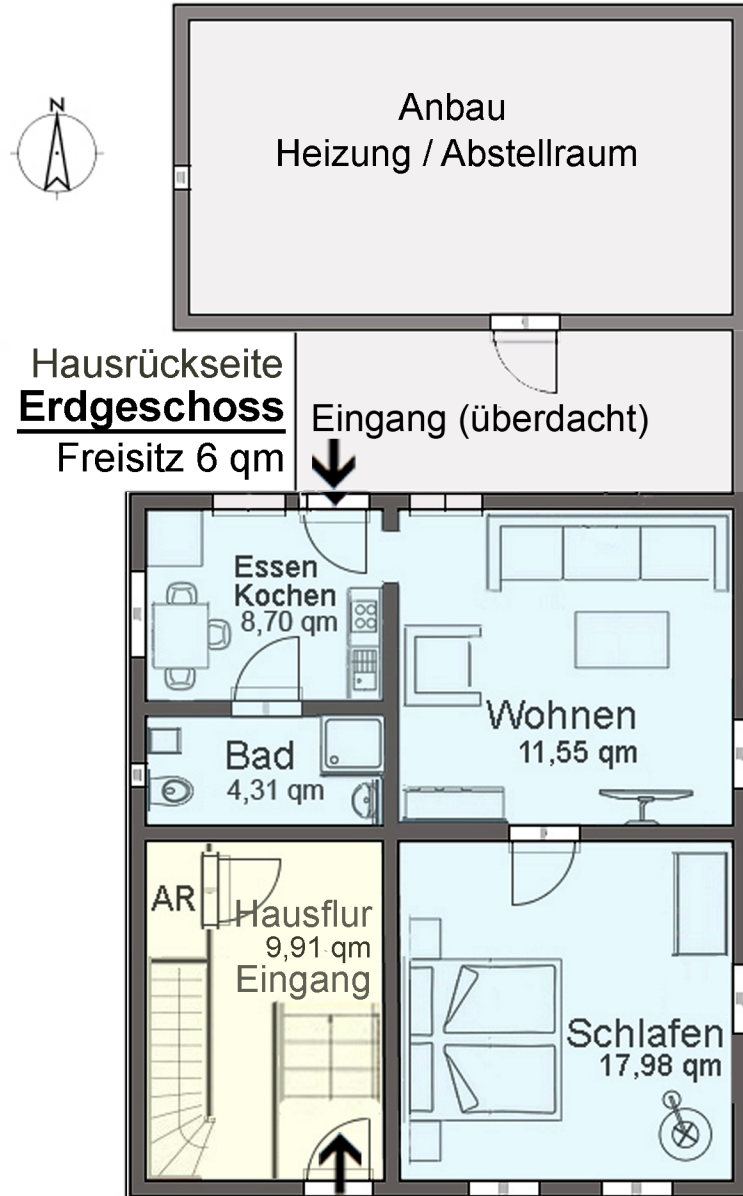 N
Anbau
Heizung / Abstellraum
Hausrückseite
Erdgeschoss
Freisitz 6 qm
Eingang (überdacht)
Essen
Kochen
8,70 qm
Wohnen
11,55 qm
Bad
4,31 qm
AR
Hausflur
9,91 qm
Eingang
Schlafen
17,98 qm